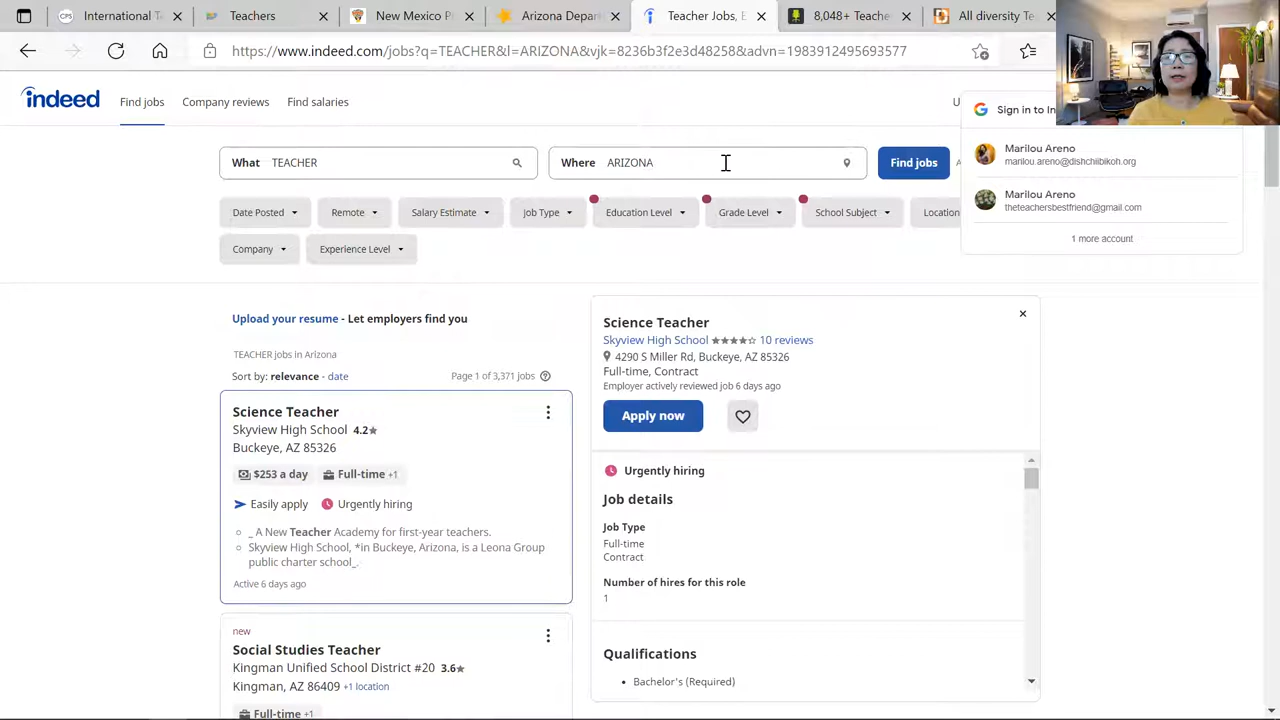 International T
Teachers
New Mexico P
Arizona Depar
Teacher Jobs, E
8,048+ Teache
All diversity Te
https://www.indeed.com/jobs?q=TEACHER&l=ARIZONA&vjk=8236b3f2e3d48258&advn=1983912495693577
indeed
Find jobs
Company reviews
Find salaries
U
Sign in to In
Marilou Areno
marilou.areno@dishchiibikoh.org
Marilou Areno
theteachersbestfriend@gmail.com
1 more account
What TEACHER
Where ARIZONA
Find jobs
A
Date Posted
Remote
Salary Estimate
Job Type
Education Level
Grade Level
School Subject
Location
Company
Experience Level
Upload your resume - Let employers find you
TEACHER jobs in Arizona
Sort by: relevance - date
Page 1 of 3,371 jobs
Science Teacher
Skyview High School 4.2
Buckeye, AZ 85326
$253 a day
Full-time +1
Easily apply
Urgently hiring
_ A New Teacher Academy for first-year teachers.
Skyview High School, *in Buckeye, Arizona, is a Leona Group
public charter school_.
Active 6 days ago
new
Social Studies Teacher
Kingman Unified School District #20 3.6
Kingman, AZ 86409 +1 location
Full-time +1
Science Teacher
Skyview High School 10 reviews
4290 S Miller Rd, Buckeye, AZ 85326
Full-time, Contract
Employer actively reviewed job 6 days ago
Apply now
Urgently hiring
Job details
Job Type
Full-time
Contract
Number of hires for this role
1
Qualifications
Bachelor's (Required)